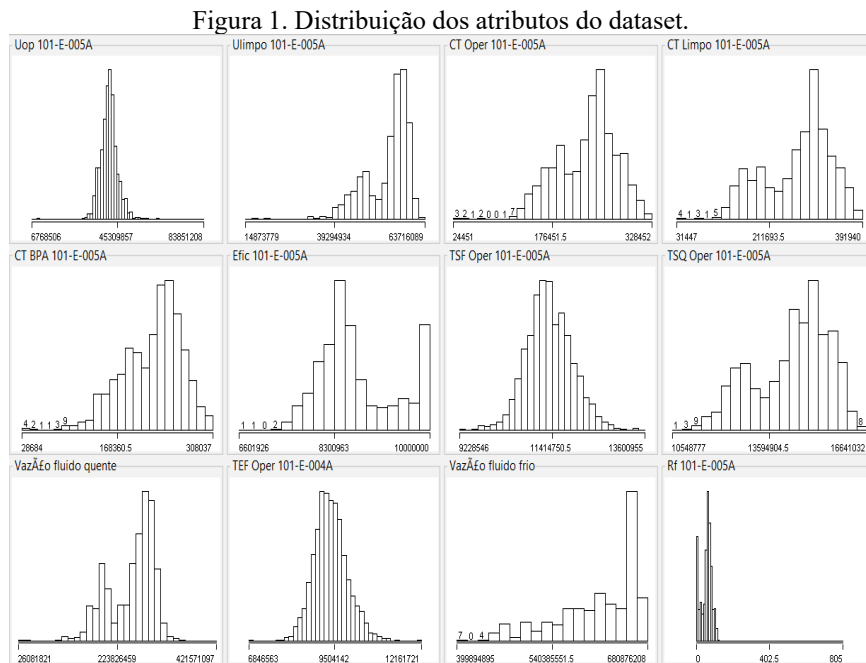 Figura 1. Distribuição dos atributos do dataset.
Uop 101-E-005A
Ulimpo 101-E-005A
CT Oper 101-E-005A
CT Limpo 101-E-005A
3 2 1 2 0 0 1 7
4 1 3 1 5
6768506 45309857 83851208
14873779 39294934 63716089
24451 176451.5 328452
31447 211693.5 391940
CT BPA 101-E-005A
Efic 101-E-005A
TSF Oper 101-E-005A
TSQ Oper 101-E-005A
4 2 1 1 3 9
1 1 0 2
1 3 9 8
28684 168360.5 308037
6601926 8300963 10000000
9228546 11414750.5 13600955
10548777 13594904.5 16641032
VazÃ£o fluido quente
TEF Oper 101-E-004A
VazÃ£o fluido frio
Rf 101-E-005A
7 0 4
26081821 223826459 421571097
6846563 9504142 12161721
399894895 540385551.5 680876208
0 402.5 805